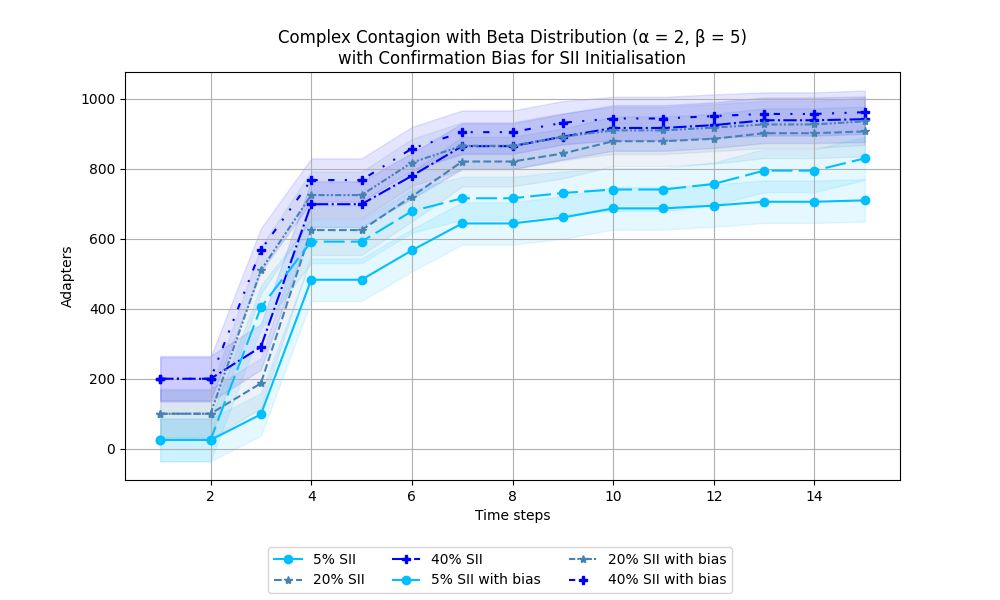 Complex Contagion with Beta Distribution (α = 2, β = 5)
with Confirmation Bias for SII Initialisation
1000
800
600
400
200
0
Adapters
2 4 6 8 10 12 14
Time steps
5% SII
20% SII
40% SII
5% SII with bias
20% SII with bias
40% SII with bias